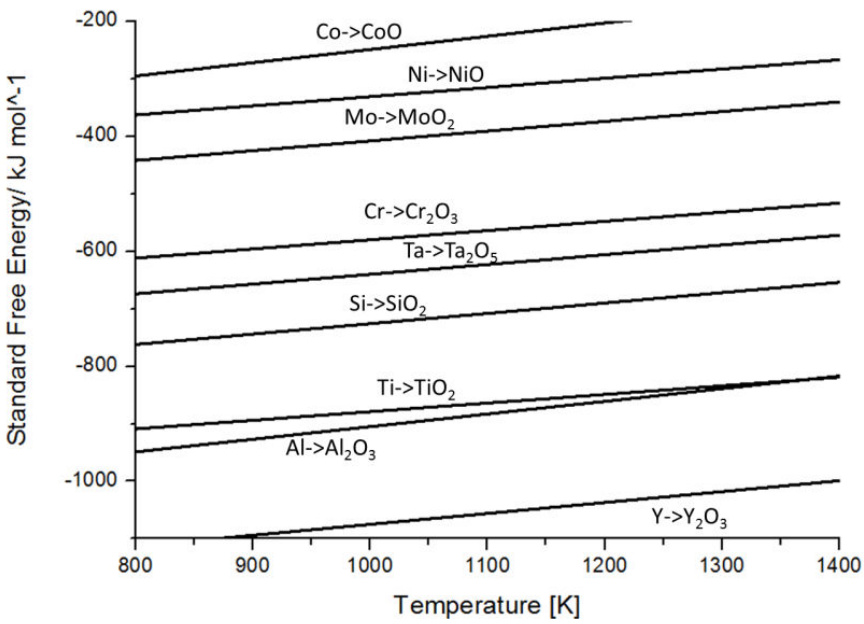 -200
-400
-600
-800
-1000
Standard Free Energy/ kJ mol^-1
Co->CoO
Ni->NiO
Mo->MoO₂
Cr->Cr₂O₃
Ta->Ta₂O₅
Si->SiO₂
Ti->TiO₂
Al->Al₂O₃
Y->Y₂O₃
800 900 1000 1100 1200 1300 1400
Temperature [K]